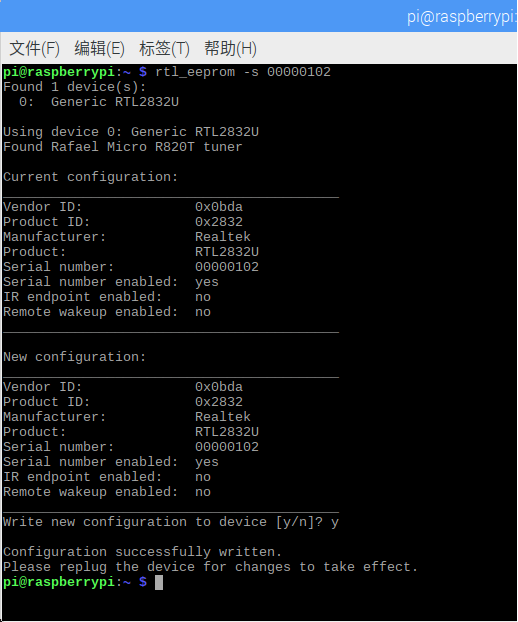 pi@raspberrypi:
文件(F) 编辑(E) 标签(T) 帮助(H)
pi@raspberrypi:~ $ rtl_eeprom -s 00000102
Found 1 device(s):
  0:  Generic RTL2832U

Using device 0: Generic RTL2832U
Found Rafael Micro R820T tuner

Current configuration:
__________________________________________
Vendor ID:              0x0bda
Product ID:             0x2832
Manufacturer:           Realtek
Product:                RTL2832U
Serial number:          00000102
Serial number enabled:  yes
IR endpoint enabled:    no
Remote wakeup enabled:  no
__________________________________________

New configuration:
__________________________________________
Vendor ID:              0x0bda
Product ID:             0x2832
Manufacturer:           Realtek
Product:                RTL2832U
Serial number:          00000102
Serial number enabled:  yes
IR endpoint enabled:    no
Remote wakeup enabled:  no
__________________________________________
Write new configuration to device [y/n]? y

Configuration successfully written.
Please replug the device for changes to take effect.
pi@raspberrypi:~ $